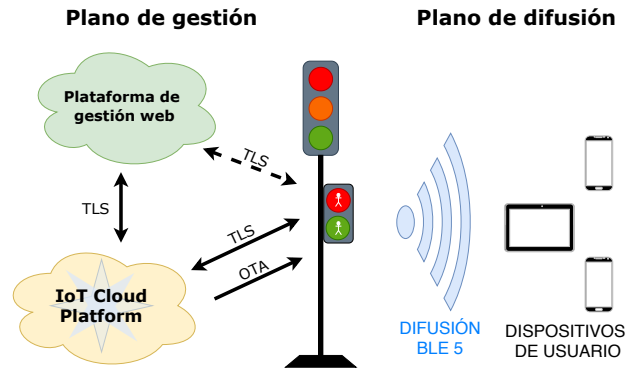 Plano de gestión
Plano de difusión
Plataforma de
gestión web
TLS
TLS
TLS
OTA
IoT Cloud
Platform
DIFUSIÓN
BLE 5
DISPOSITIVOS
DE USUARIO